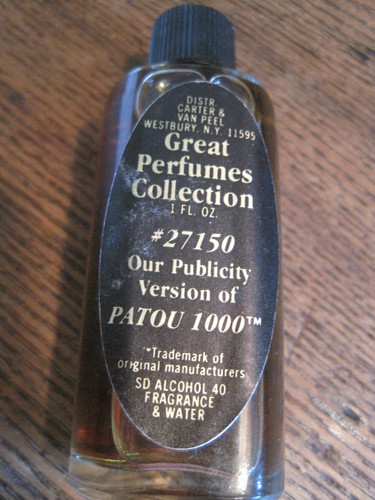 DISTR.
CARTER &
VAN PEEL
WESTBURY, N.Y. 11595
Great
Perfumes
Collection
1 FL. OZ.
#27150
Our Publicity
Version of
PATOU 1000™
™Trademark of
original manufacturers
SD ALCOHOL 40
FRAGRANCE
& WATER